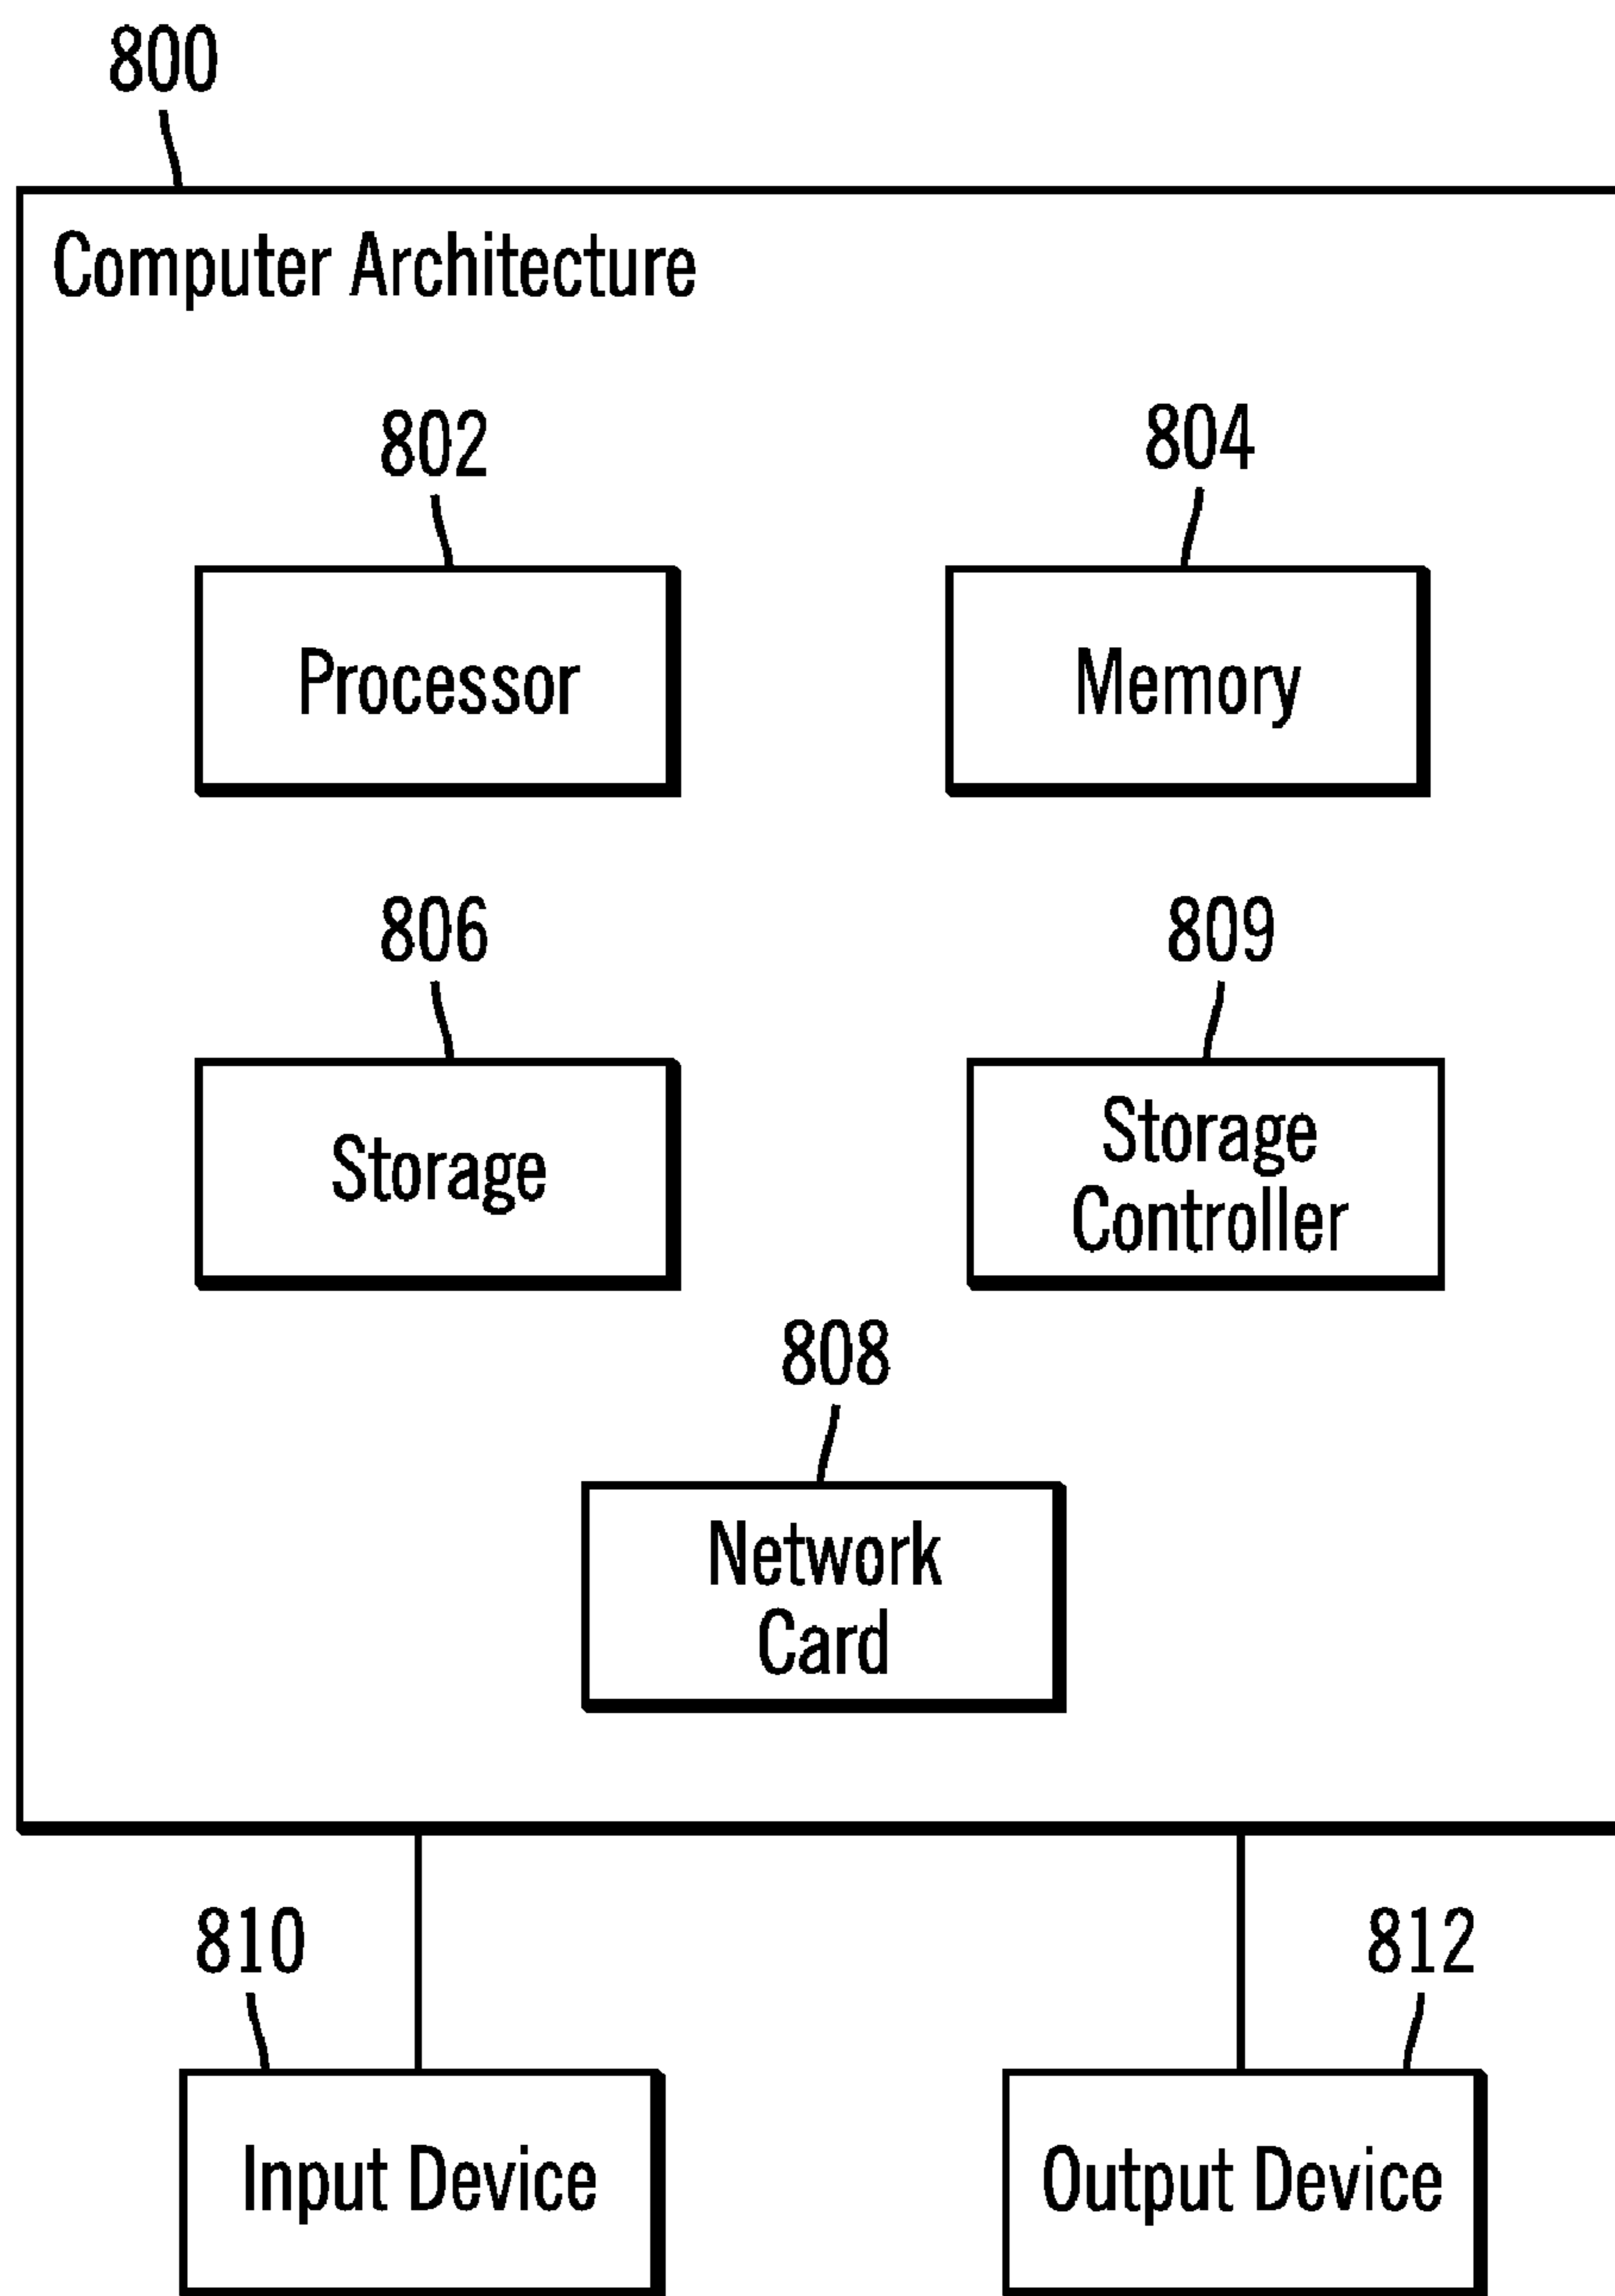 800
Computer Architecture
802
804
Processor
Memory
806
809
Storage
Storage
Controller
808
Network
Card
810
812
Input Device
Output Device